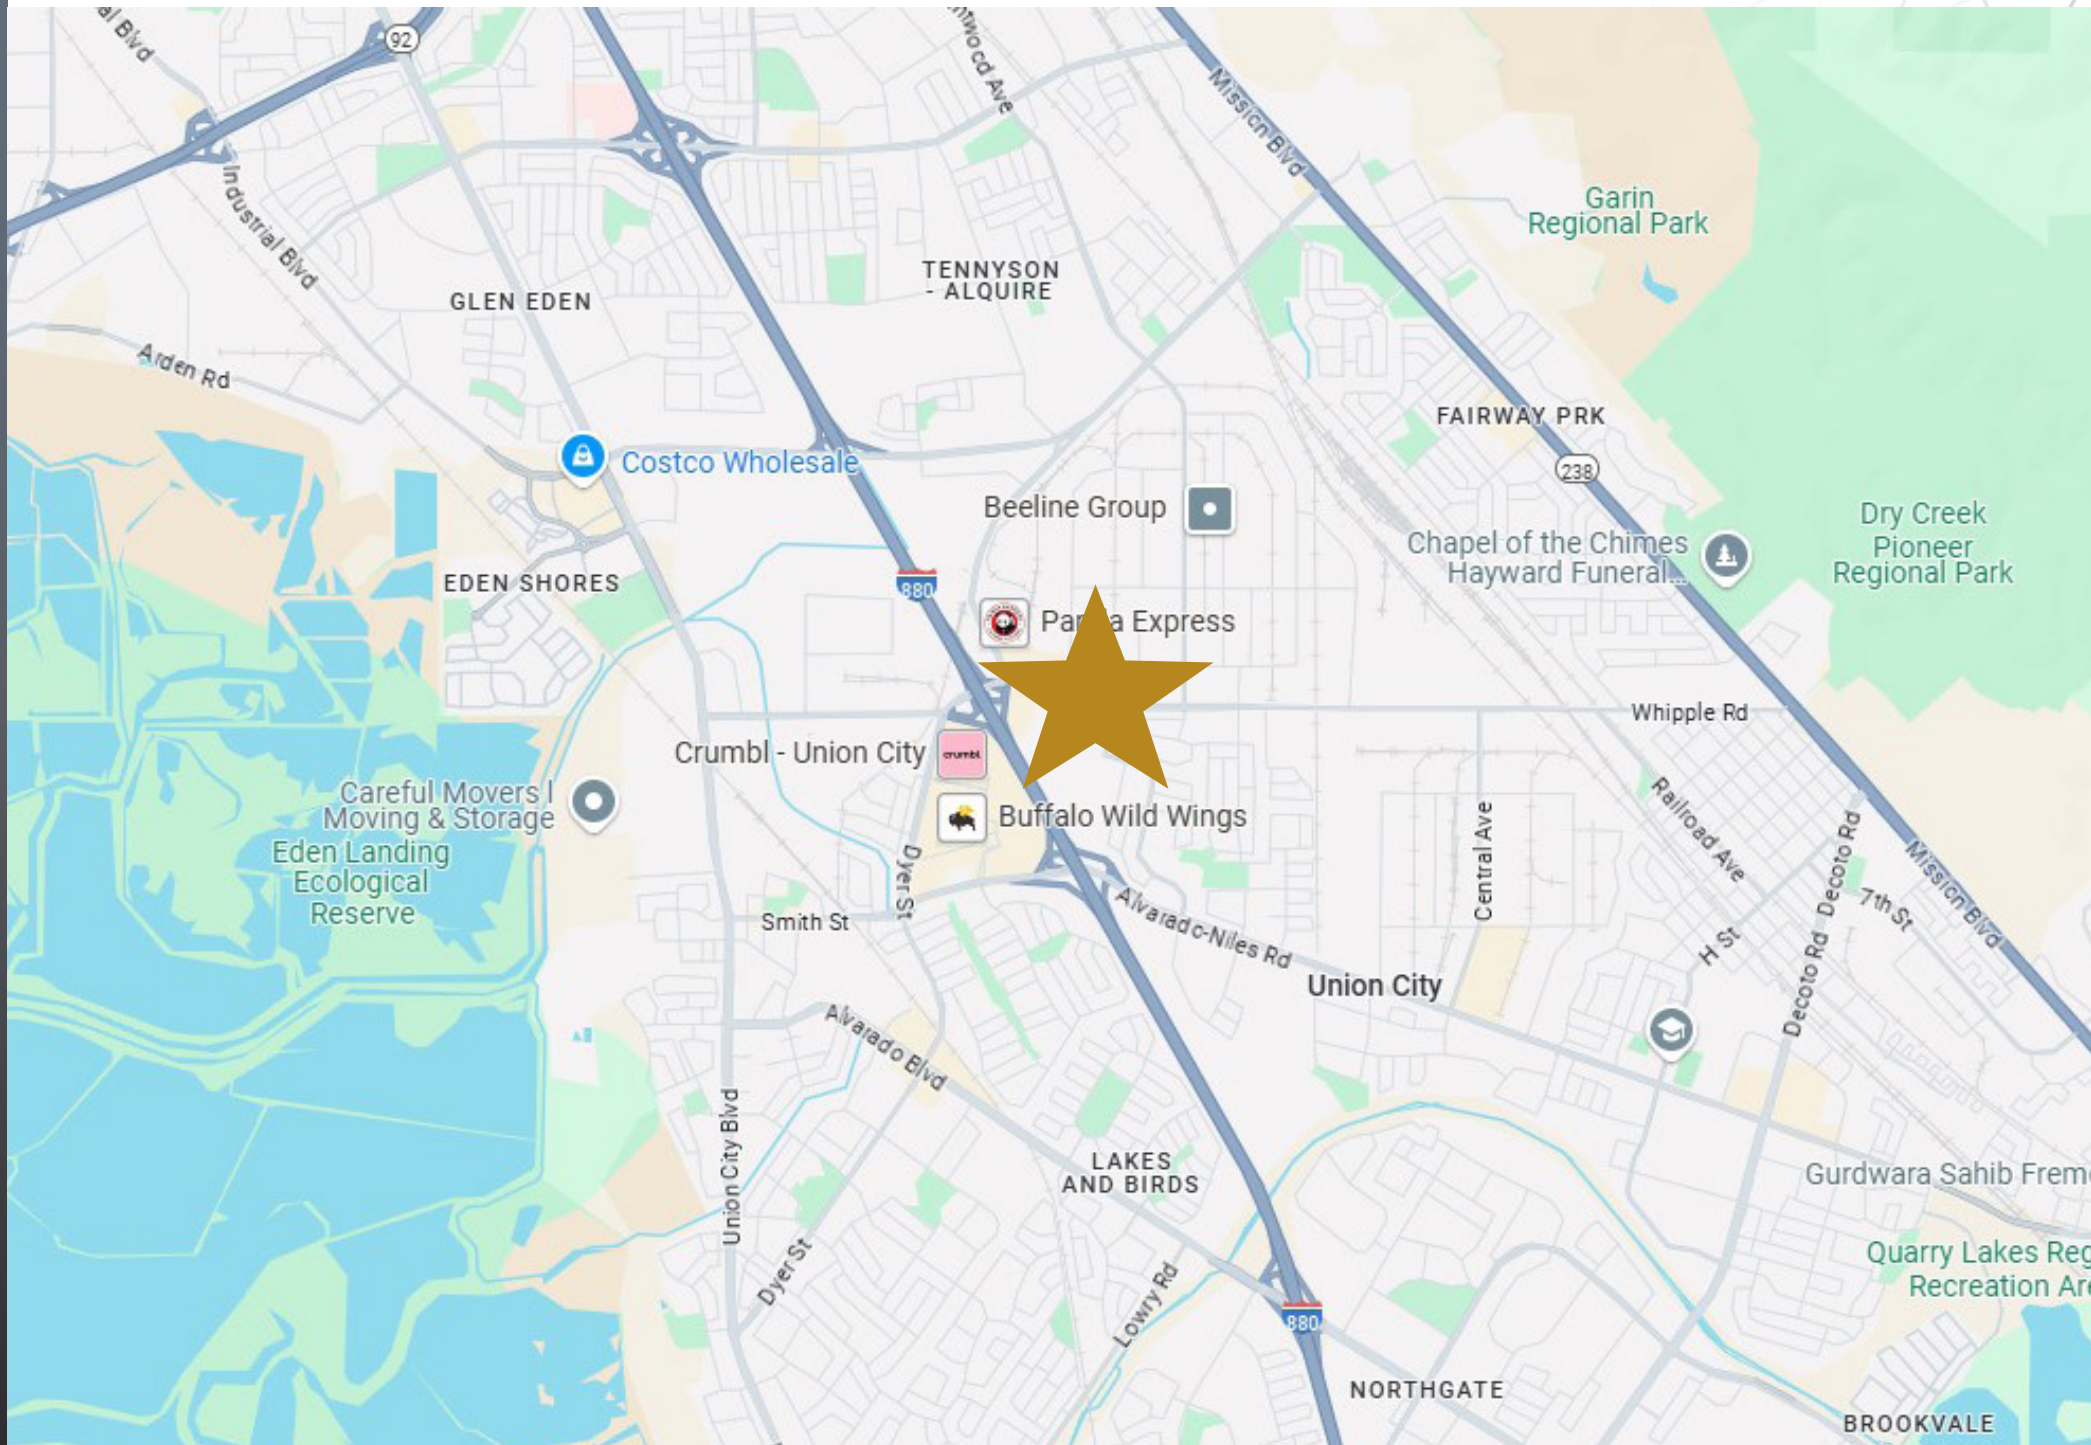 92
al Blvd
ntwood Ave
Mission Blvd
Industrial Blvd
Garin
Regional Park
TENNYSON
- ALQUIRE
GLEN EDEN
Arden Rd
FAIRWAY PRK
238
Costco Wholesale
Beeline Group
Dry Creek
Pioneer
Regional Park
Chapel of the Chimes
Hayward Funeral...
EDEN SHORES
880
Pa a Express
Whipple Rd
Crumbl - Union City
crumbl
Careful Movers |
Moving & Storage
Buffalo Wild Wings
Eden Landing
Ecological
Reserve
Dyer St
Central Ave
Railroad Ave
Decoto Rd
Decoto Rd
Mission Blvd
7th St
H St
Smith St
Alvarado-Niles Rd
Union City
Alvarado Blvd
Union City Blvd
LAKES
AND BIRDS
Gurdwara Sahib Frem
Dyer St
Lowry Rd
Quarry Lakes Reg
Recreation Are
880
NORTHGATE
BROOKVALE